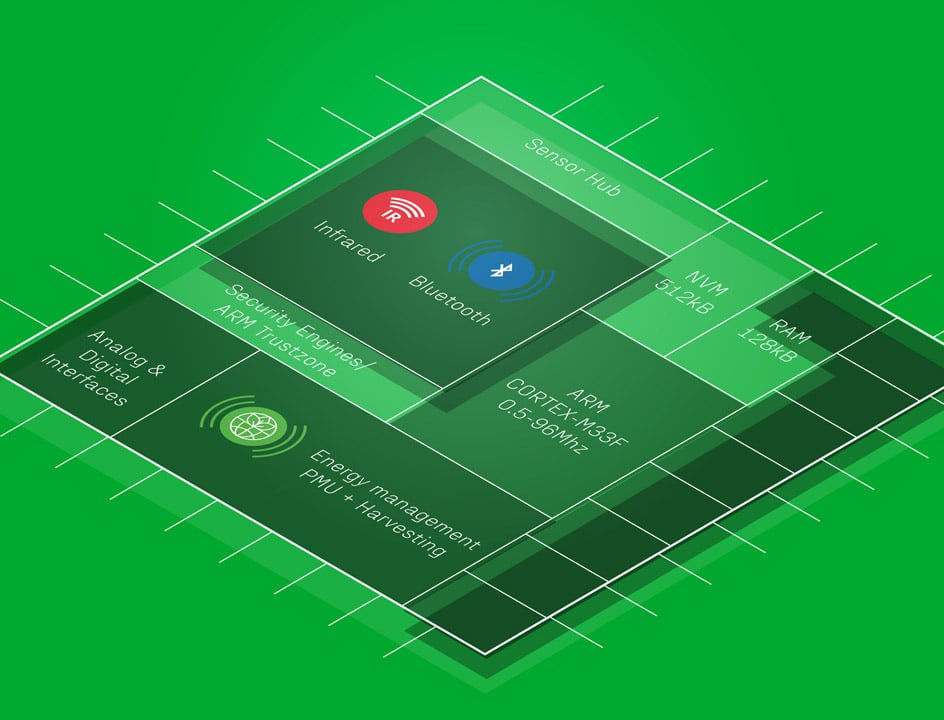 Sensor Hub
IR
Infrared
Bluetooth
NVM
512kB
RAM
128kB
Security Engines/
ARM Trustzone
Analog &
Digital
Interfaces
ARM
CORTEX-M33F
0.5-96Mhz
Energy management
PMU + Harvesting